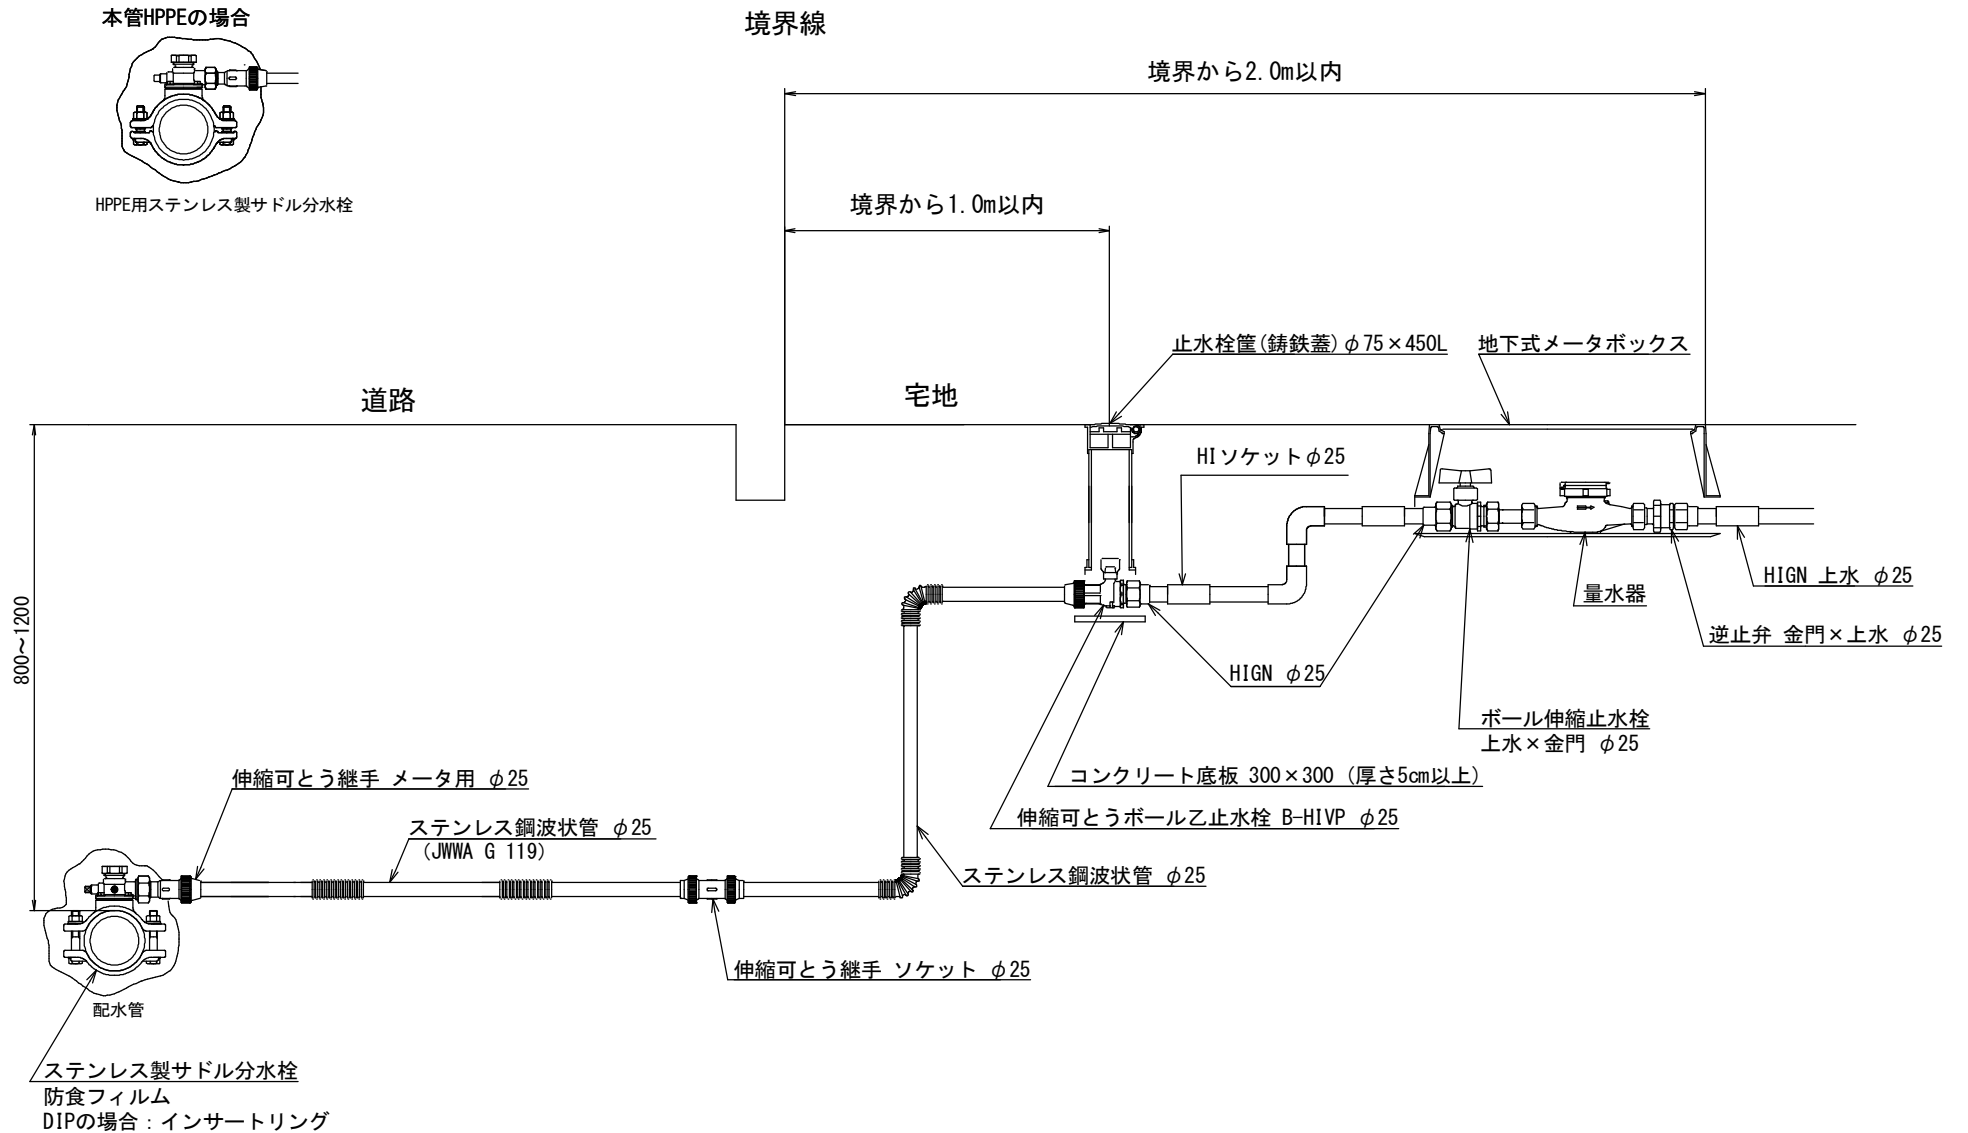 本管HPPEの場合
境界線
境界から2.0m以内
HPPE用ステンレス製サドル分水栓
境界から1.0m以内
止水栓筐(鋳鉄蓋)φ75×450L
地下式メータボックス
道路
宅地
HIソケットφ25
HIGN 上水 φ25
量水器
800~1200
逆止弁 金門×上水 φ25
HIGN φ25
ボール伸縮止水栓
上水×金門 φ25
伸縮可とう継手 メータ用 φ25
コンクリート底板 300×300 (厚さ5cm以上)
伸縮可とうボール乙止水栓 B-HIVP φ25
ステンレス鋼波状管 φ25
(JWWA G 119)
ステンレス鋼波状管 φ25
伸縮可とう継手 ソケット φ25
配水管
ステンレス製サドル分水栓
防食フィルム
DIPの場合:インサートリング